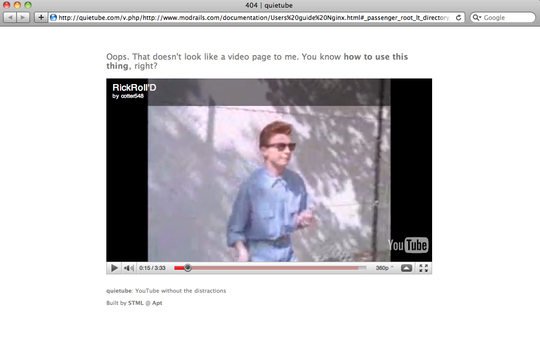 404 | quietube
http://quietube.com/v.php/http://www.modrails.com/documentation/Users%20guide%20Nginx.html#_passenger_root_lt_directory
Google
Oops. That doesn't look like a video page to me. You know how to use this
thing, right?
RickRoll'D
by cotter548
YouTube
0:15 / 3:33
360p
quietube: YouTube without the distractions
Built by STML @ Apt